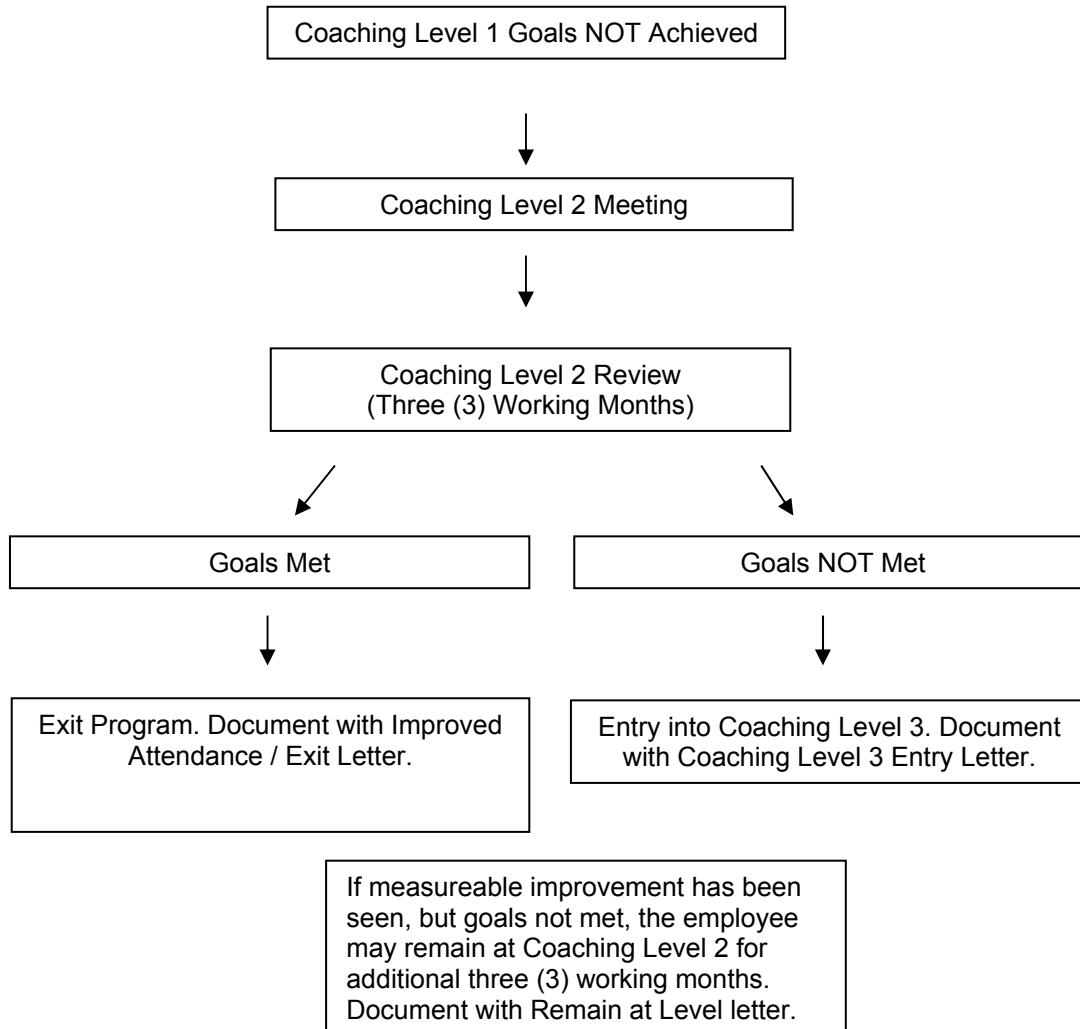 Coaching Level 1 Goals NOT Achieved
Coaching Level 2 Meeting
Coaching Level 2 Review
(Three (3) Working Months)
Goals Met
Goals NOT Met
Exit Program. Document with Improved
Attendance / Exit Letter.
Entry into Coaching Level 3. Document
with Coaching Level 3 Entry Letter.
If measureable improvement has been
seen, but goals not met, the employee
may remain at Coaching Level 2 for
additional three (3) working months.
Document with Remain at Level letter.